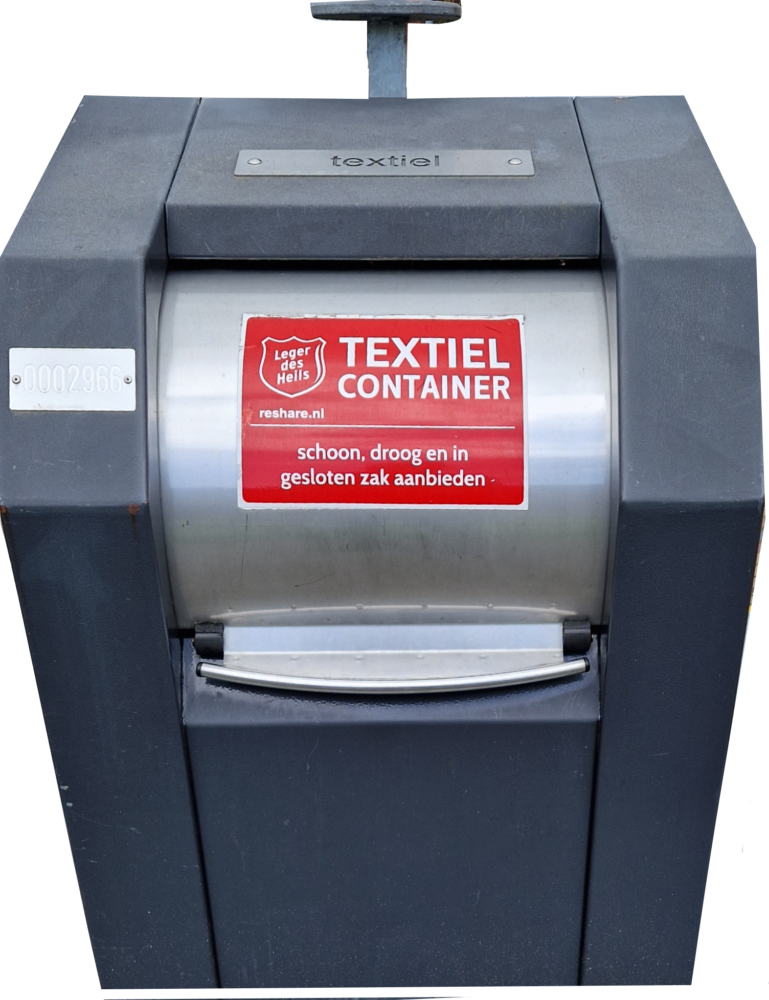 textiel
Leger
des
Heils
TEXTIEL
CONTAINER
reshare.nl
schoon, droog en in
gesloten zak aanbieden
0002966